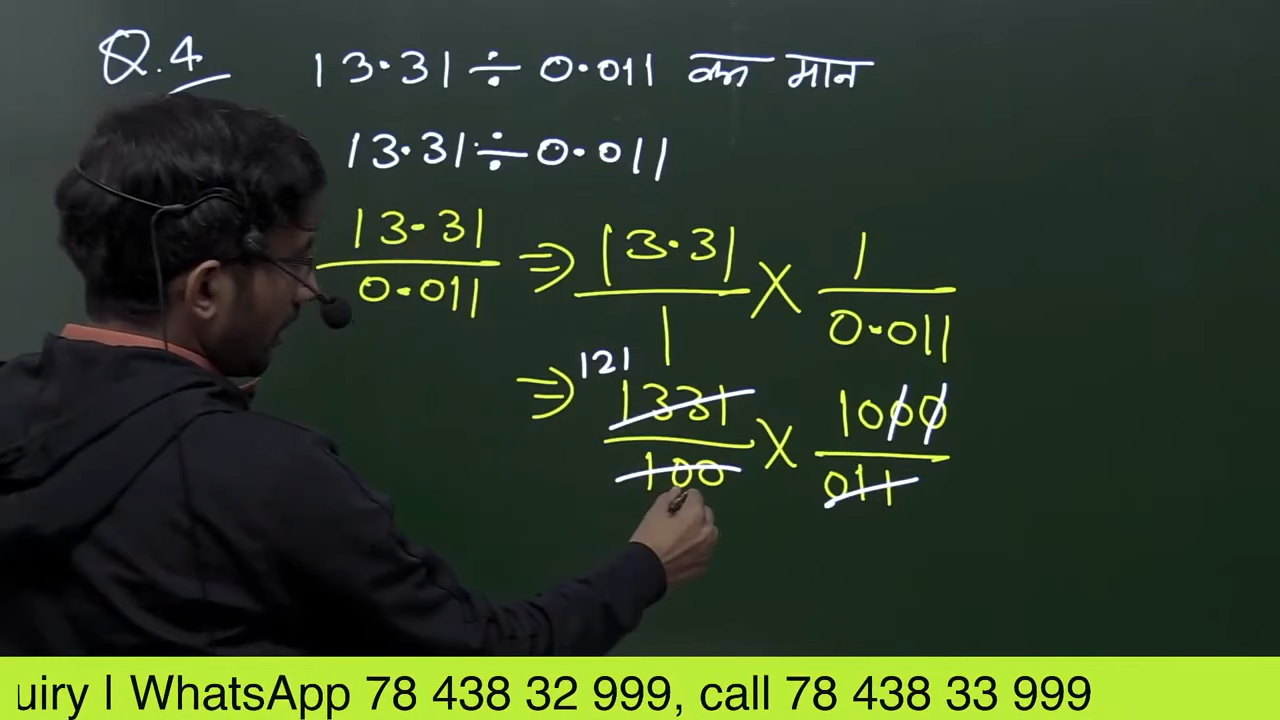 Q.4 13.31 ÷ 0.011 का मान
13.31 ÷ 0.011
13.31 / 0.011 ⇒ 13.31 / 1 × 1 / 0.011
121
⇒ 1331 / 100 × 1000 / 011
uiry | WhatsApp 78 438 32 999, call 78 438 33 999